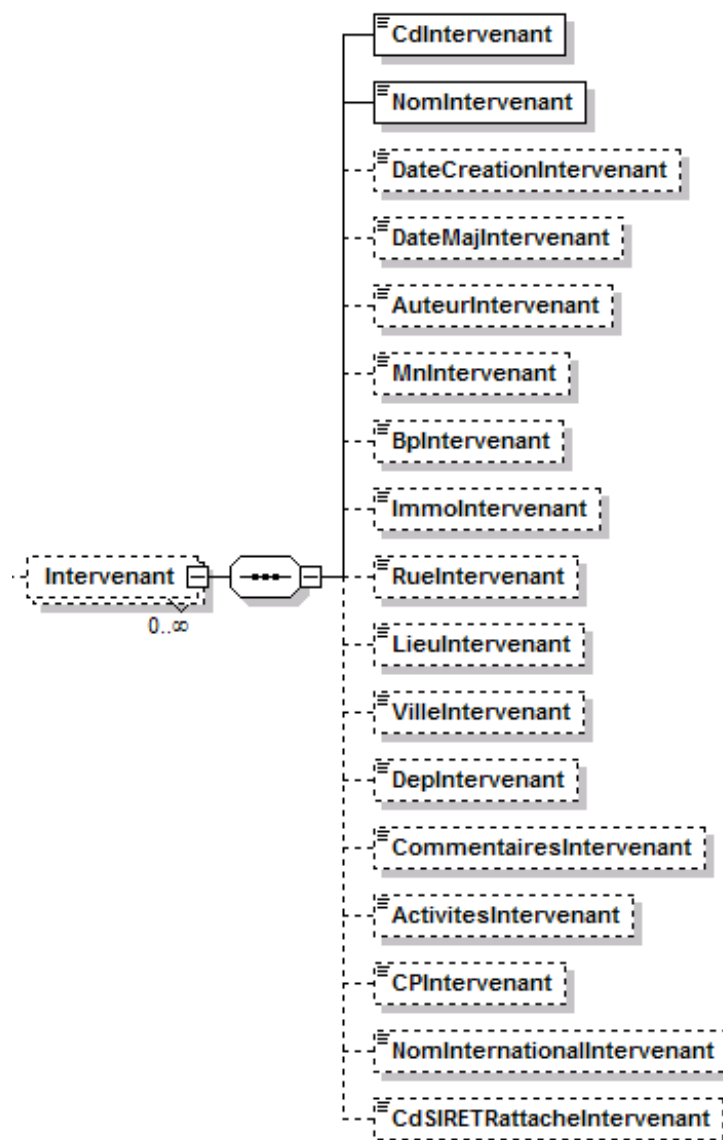 CdIntervenant
NomIntervenant
DateCreationIntervenant
DateMajIntervenant
AuteurIntervenant
MnIntervenant
BpIntervenant
ImmoIntervenant
Intervenant
0..∞
RueIntervenant
LieuIntervenant
VilleIntervenant
DepIntervenant
CommentairesIntervenant
ActivitesIntervenant
CPIntervenant
NomInternationalIntervenant
CdSIRETRattacheIntervenant